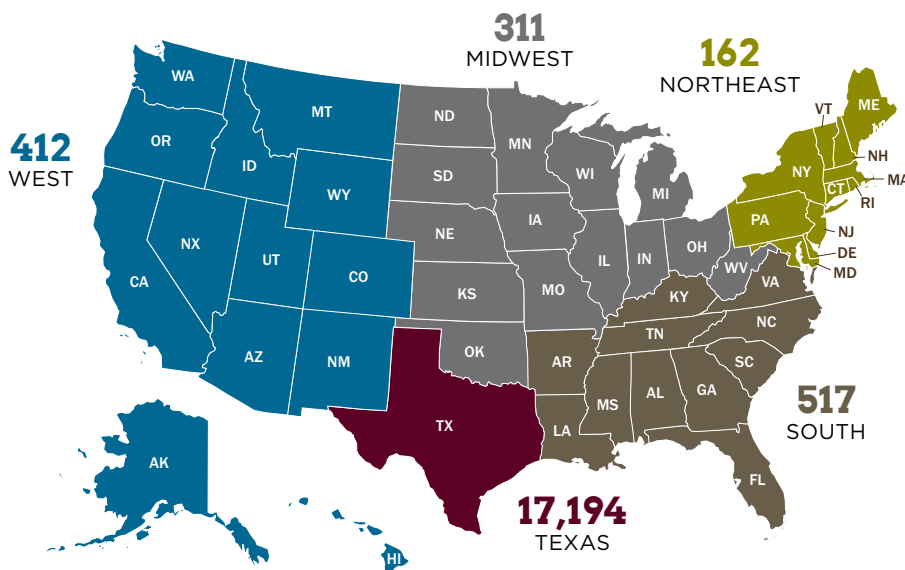 311
MIDWEST
162
NORTHEAST
412
WEST
517
SOUTH
17,194
TEXAS
WA
OR
ID
MT
WY
NX
CA
UT
CO
AZ
NM
AK
HI
ND
SD
NE
KS
OK
MN
IA
MO
WI
IL
IN
MI
OH
WV
TX
AR
LA
MS
AL
GA
FL
SC
NC
TN
KY
VA
PA
NY
VT
ME
NH
MA
CT
RI
NJ
DE
MD